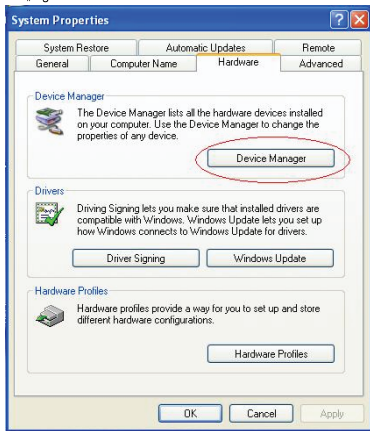 System Properties
System Restore Automatic Updates Remote
General Computer Name Hardware Advanced
Device Manager
The Device Manager lists all the hardware devices installed
on your computer. Use the Device Manager to change the
properties of any device.
Device Manager
Drivers
Driving Signing lets you make sure that installed drivers are
compatible with Windows. Windows Update lets you set up
how Windows connects to Windows Update for drivers.
Driver Signing Windows Update
Hardware Profiles
Hardware profiles provide a way for you to set up and store
different hardware configurations.
Hardware Profiles
OK Cancel Apply